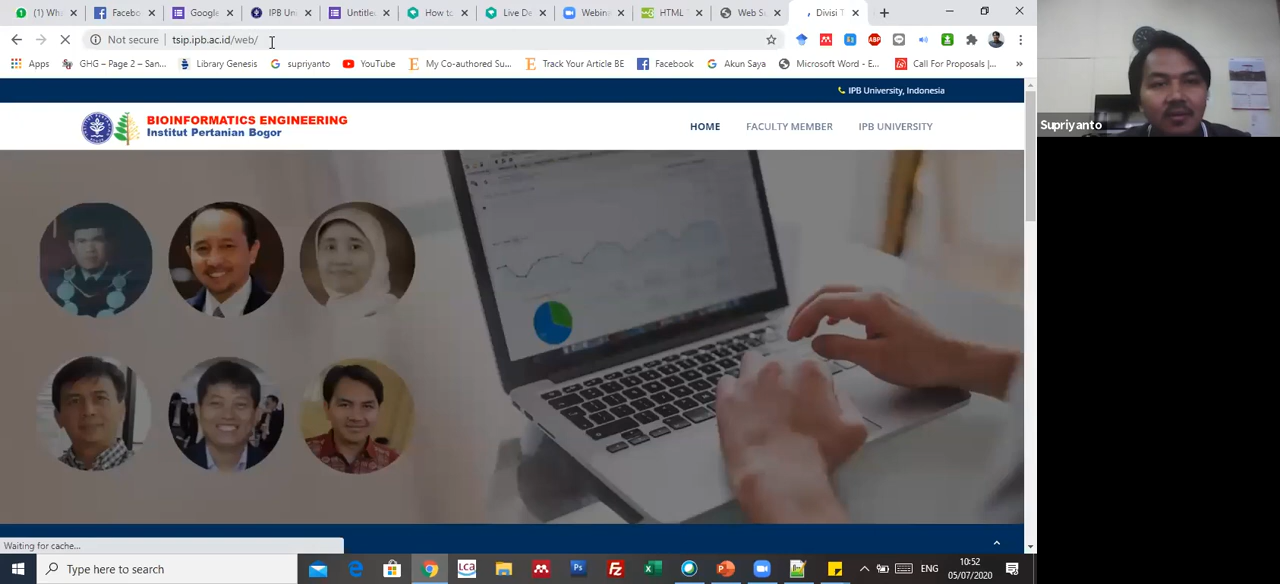 (1) Wha
Facebo
Google
IPB Un
Untitle
How to
Live De
Webina
HTML
Web S
Divisi T
Not secure
tsip.ipb.ac.id/web/
Apps
GHG – Page 2 – San...
Library Genesis
supriyanto
YouTube
My Co-authored Su...
Track Your Article BE
Facebook
Akun Saya
Microsoft Word - E...
Call For Proposals |...
IPB University, Indonesia
BIOINFORMATICS ENGINEERING
Institut Pertanian Bogor
HOME
FACULTY MEMBER
IPB UNIVERSITY
Supriyanto
Waiting for cache...
Type here to search
ENG
10:52
05/07/2020